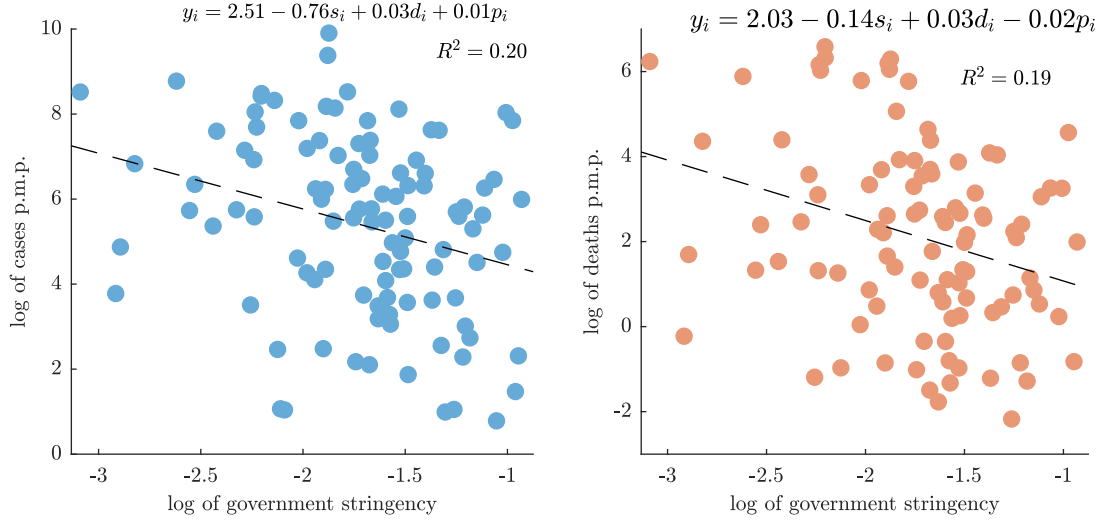 y_i = 2.51 − 0.76s_i + 0.03d_i + 0.01p_i
R² = 0.20
log of cases p.m.p.
10
8
6
4
2
0
-3 -2.5 -2 -1.5 -1
log of government stringency
y_i = 2.03 − 0.14s_i + 0.03d_i − 0.02p_i
R² = 0.19
log of deaths p.m.p.
6
4
2
0
-2
-3 -2.5 -2 -1.5 -1
log of government stringency